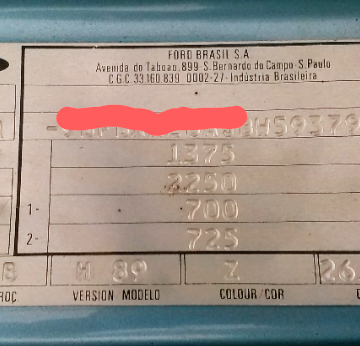 FORD BRASIL S.A
Avenida do Taboao, 899-S. Bernardo do Campo-S. Paulo
C.G.C. 33.160.839 0002-27-Indústria Brasileira
HS9379
1375
2250
1- 700
2- 725
B M 89 Z 26
ROC VERSION MODELO COLOUR/COR